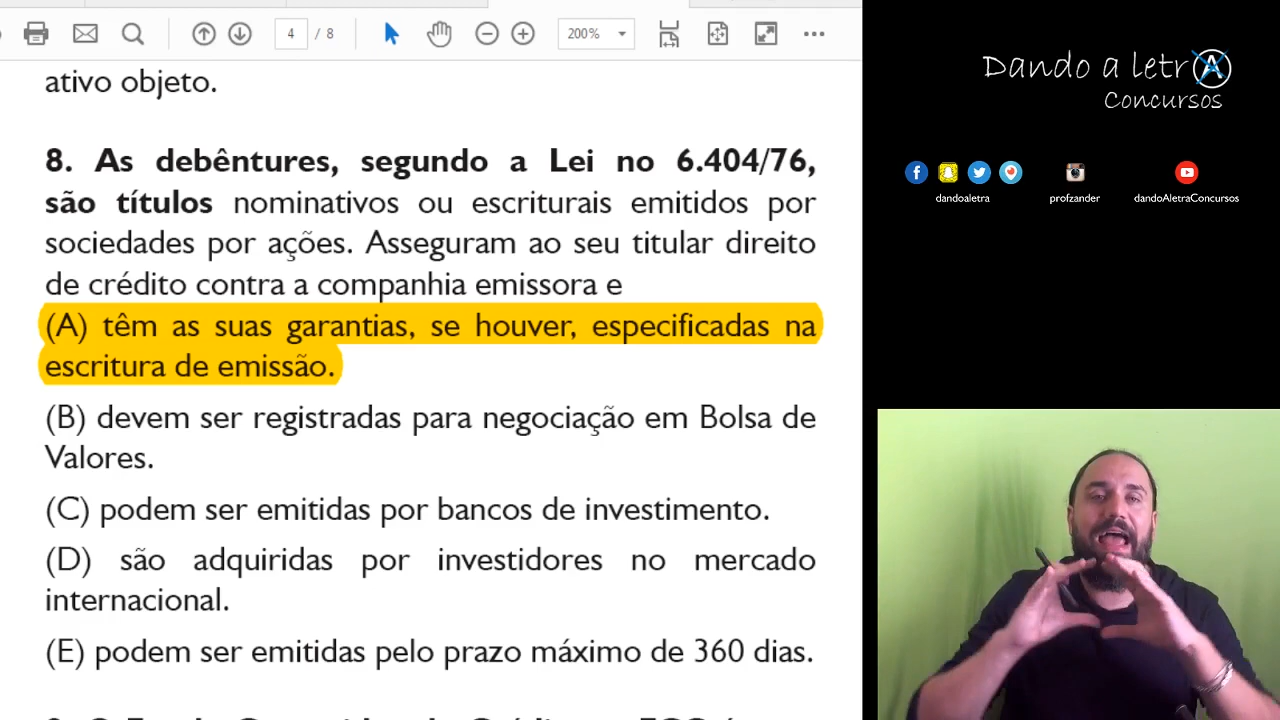 4 / 8
200%
ativo objeto.
8. As debêntures, segundo a Lei no 6.404/76,
são títulos nominativos ou escriturais emitidos por
sociedades por ações. Asseguram ao seu titular direito
de crédito contra a companhia emissora e
(A) têm as suas garantias, se houver, especificadas na
escritura de emissão.
(B) devem ser registradas para negociação em Bolsa de
Valores.
(C) podem ser emitidas por bancos de investimento.
(D) são adquiridas por investidores no mercado
internacional.
(E) podem ser emitidas pelo prazo máximo de 360 dias.
Dando a letrA
Concursos
dandoaletra
profzander
dandoAletraConcursos